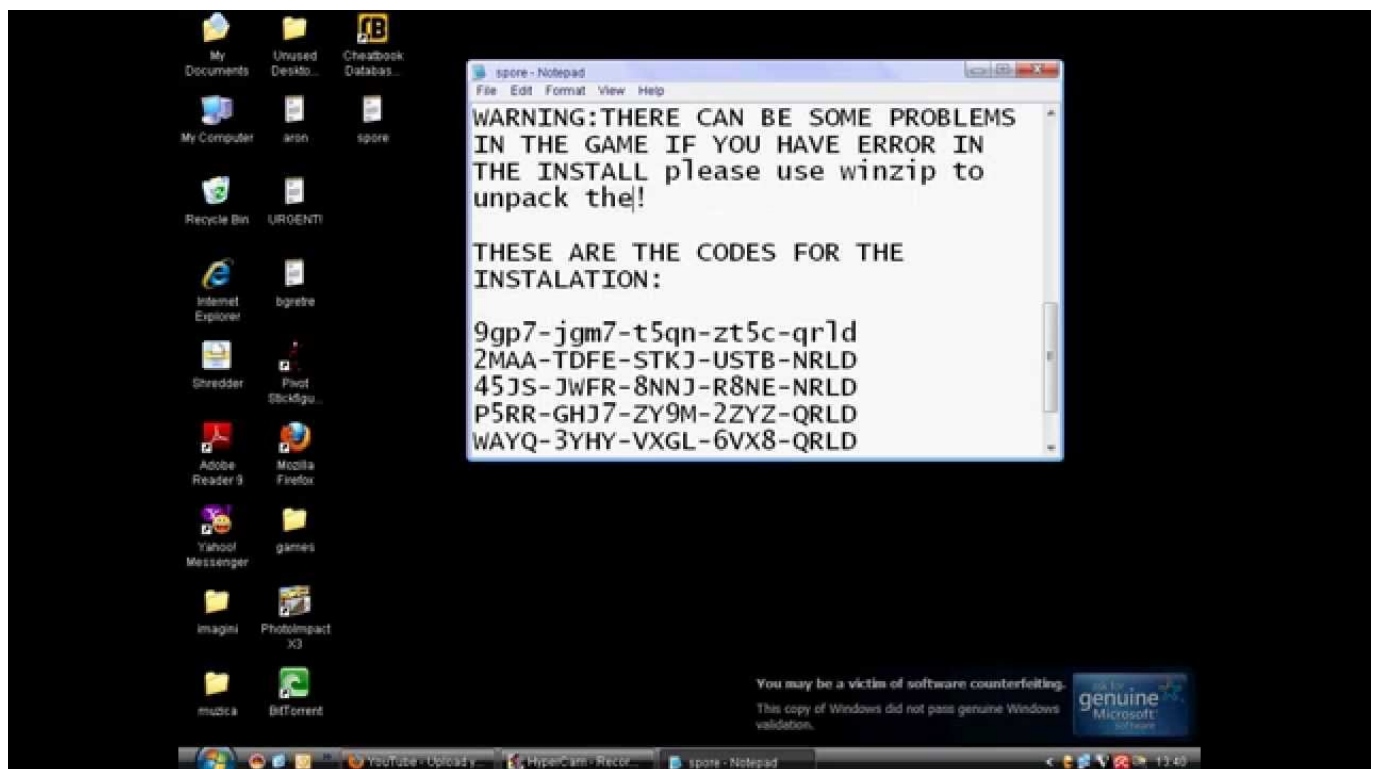 My Documents
Unused Deskto...
Cheatbook Databas...
My Computer
aron
spore
Recycle Bin
URGENT!
Internet Explorer
bgretre
Shredder
Pivot Stickfigu...
Adobe Reader 9
Mozilla Firefox
Yahoo! Messenger
games
imagini
PhotoImpact X3
muzica
BitTorrent
spore - Notepad
File Edit Format View Help
WARNING:THERE CAN BE SOME PROBLEMS
IN THE GAME IF YOU HAVE ERROR IN
THE INSTALL please use winzip to
unpack the!
THESE ARE THE CODES FOR THE
INSTALATION:
9gp7-jgm7-t5qn-zt5c-qrld
2MAA-TDFE-STKJ-USTB-NRLD
45JS-JWFR-8NNJ-R8NE-NRLD
P5RR-GHJ7-ZY9M-2ZYZ-QRLD
WAYQ-3YHY-VXGL-6VX8-QRLD
You may be a victim of software counterfeiting.
This copy of Windows did not pass genuine Windows
validation.
ask for
genuine
Microsoft
software
YouTube - Upload y...
HyperCam - Recor...
spore - Notepad
13:40